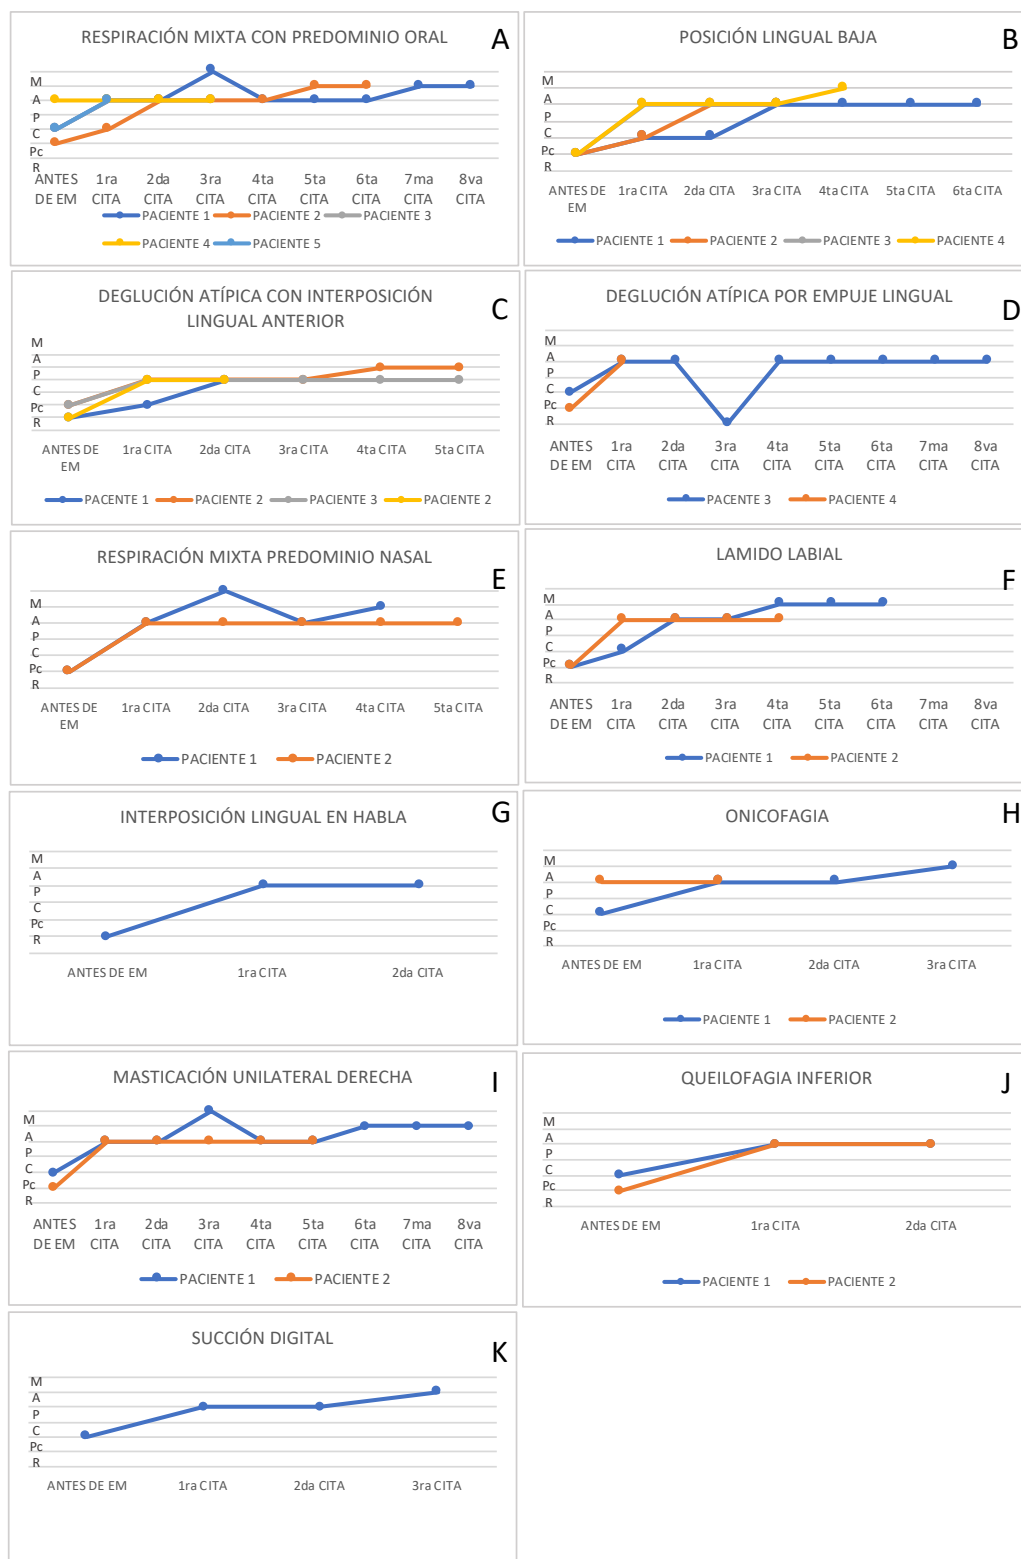 RESPIRACIÓN MIXTA CON PREDOMINIO ORAL
A
M
A
P
C
Pc
R
ANTES DE EM 1ra CITA 2da CITA 3ra CITA 4ta CITA 5ta CITA 6ta CITA 7ma CITA 8va CITA
PACIENTE 1 PACIENTE 2 PACIENTE 3
PACIENTE 4 PACIENTE 5
POSICIÓN LINGUAL BAJA
B
M
A
P
C
Pc
R
ANTES DE EM 1ra CITA 2da CITA 3ra CITA 4ta CITA 5ta CITA 6ta CITA
PACIENTE 1 PACIENTE 2 PACIENTE 3 PACIENTE 4
DEGLUCIÓN ATÍPICA CON INTERPOSICIÓN
LINGUAL ANTERIOR
C
M
A
P
C
Pc
R
ANTES DE EM 1ra CITA 2da CITA 3ra CITA 4ta CITA 5ta CITA
PACENTE 1 PACIENTE 2 PACIENTE 3 PACIENTE 2
DEGLUCIÓN ATÍPICA POR EMPUJE LINGUAL
D
M
A
P
C
Pc
R
ANTES DE EM 1ra CITA 2da CITA 3ra CITA 4ta CITA 5ta CITA 6ta CITA 7ma CITA 8va CITA
PACENTE 3 PACIENTE 4
RESPIRACIÓN MIXTA PREDOMINIO NASAL
E
M
A
P
C
Pc
R
ANTES DE EM 1ra CITA 2da CITA 3ra CITA 4ta CITA 5ta CITA
PACIENTE 1 PACIENTE 2
LAMIDO LABIAL
F
M
A
P
C
Pc
R
ANTES DE EM 1ra CITA 2da CITA 3ra CITA 4ta CITA 5ta CITA 6ta CITA 7ma CITA 8va CITA
PACIENTE 1 PACIENTE 2
INTERPOSICIÓN LINGUAL EN HABLA
G
M
A
P
C
Pc
R
ANTES DE EM 1ra CITA 2da CITA
ONICOFAGIA
H
M
A
P
C
Pc
R
ANTES DE EM 1ra CITA 2da CITA 3ra CITA
PACIENTE 1 PACIENTE 2
MASTICACIÓN UNILATERAL DERECHA
I
M
A
P
C
Pc
R
ANTES DE EM 1ra CITA 2da CITA 3ra CITA 4ta CITA 5ta CITA 6ta CITA 7ma CITA 8va CITA
PACIENTE 1 PACIENTE 2
QUEILOFAGIA INFERIOR
J
M
A
P
C
Pc
R
ANTES DE EM 1ra CITA 2da CITA
PACIENTE 1 PACIENTE 2
SUCCIÓN DIGITAL
K
M
A
P
C
Pc
R
ANTES DE EM 1ra CITA 2da CITA 3ra CITA